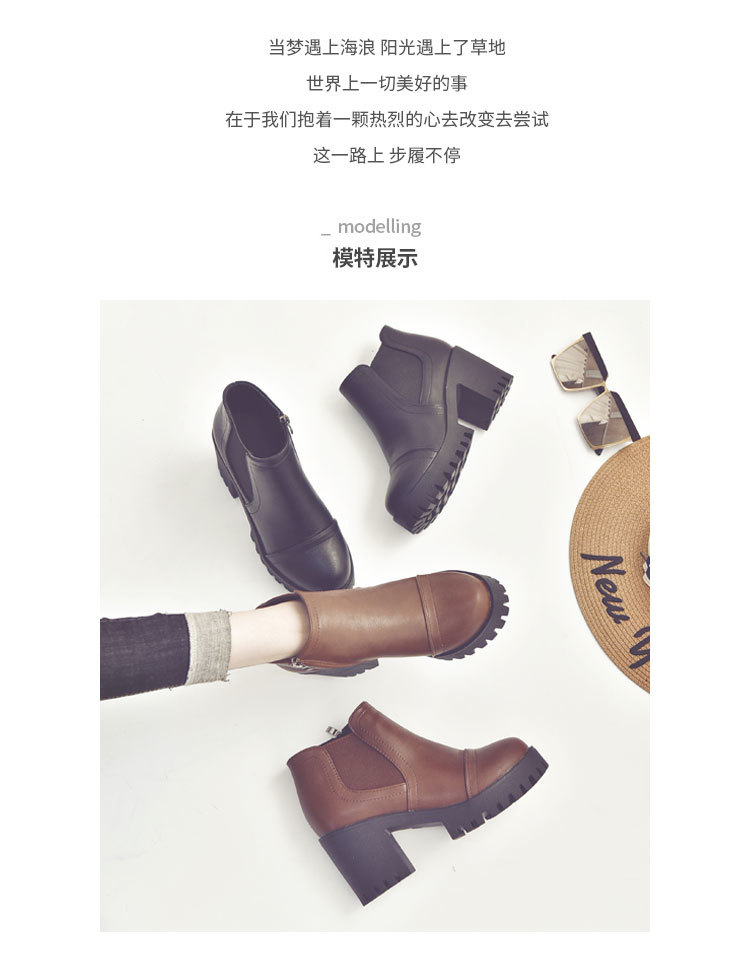 当梦遇上海浪 阳光遇上了草地
世界上一切美好的事
在于我们抱着一颗热烈的心去改变去尝试
这一路上 步履不停
_ modelling
模特展示
New